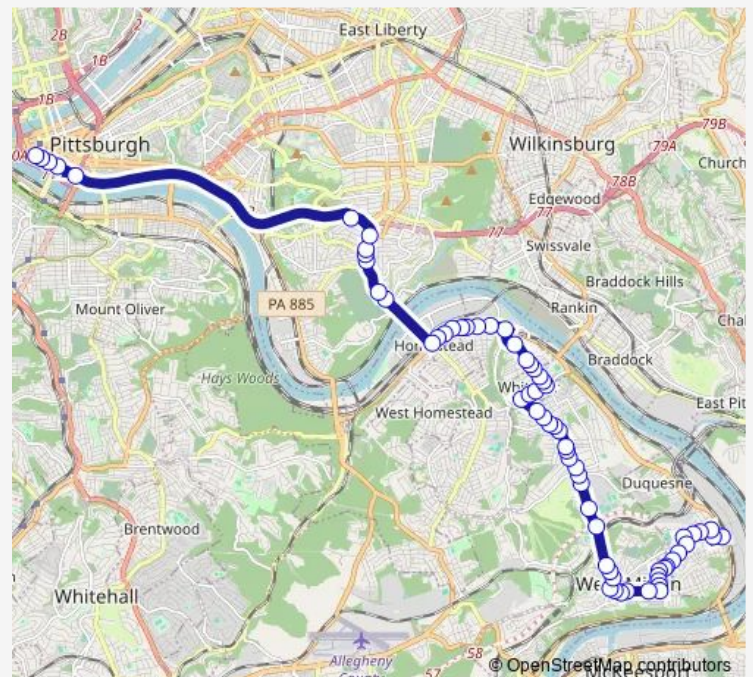 2B
East Liberty
1B
1B
Pittsburgh
Wilkinsburg
79B
79A
Church
78B
Edgewood
77
77
Swissvale
Braddock Hills
PA 885
Rankin
Mount Oliver
Homestead
Braddock
Hays Woods
East Pit
West Homestead
Duquesne
Brentwood
Whitehall
58
57
Allegheny
© OpenStreetMap contributors